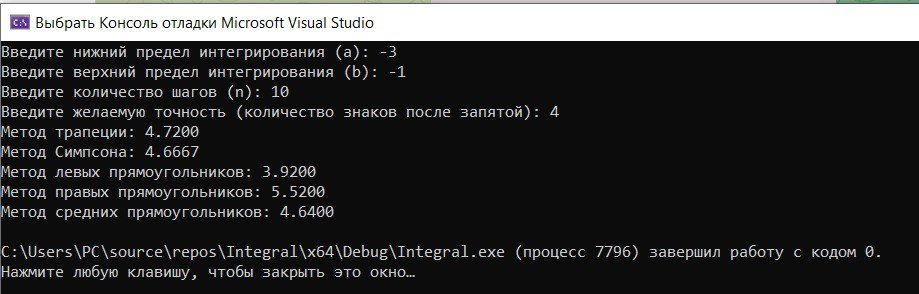 Выбрать Консоль отладки Microsoft Visual Studio
Введите нижний предел интегрирования (a): -3
Введите верхний предел интегрирования (b): -1
Введите количество шагов (n): 10
Введите желаемую точность (количество знаков после запятой): 4
Метод трапеции: 4.7200
Метод Симпсона: 4.6667
Метод левых прямоугольников: 3.9200
Метод правых прямоугольников: 5.5200
Метод средних прямоугольников: 4.6400
C:\Users\PC\source\repos\Integral\x64\Debug\Integral.exe (процесс 7796) завершил работу с кодом 0.
Нажмите любую клавишу, чтобы закрыть это окно…